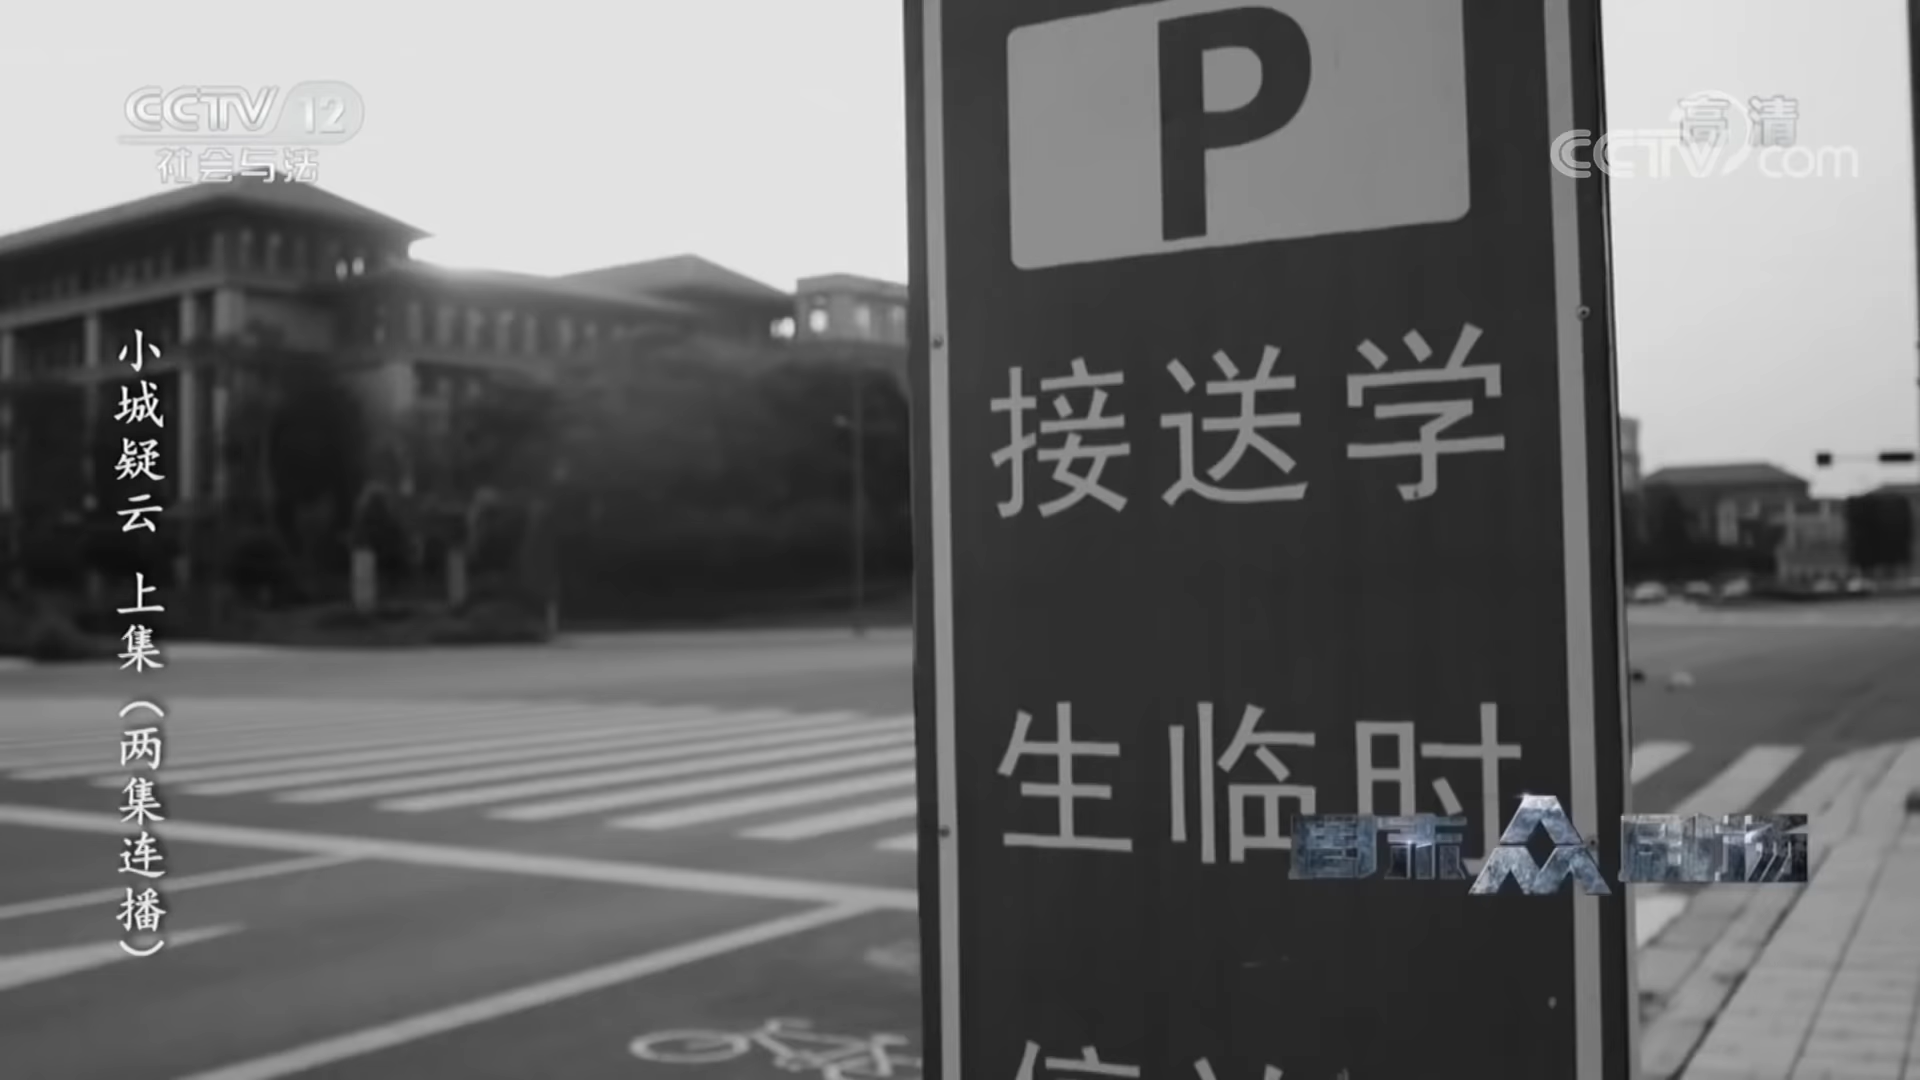 CCTV 12
社会与法
高清
CCTV com
小城疑云 上集（两集连播）
P
接送学
生临时